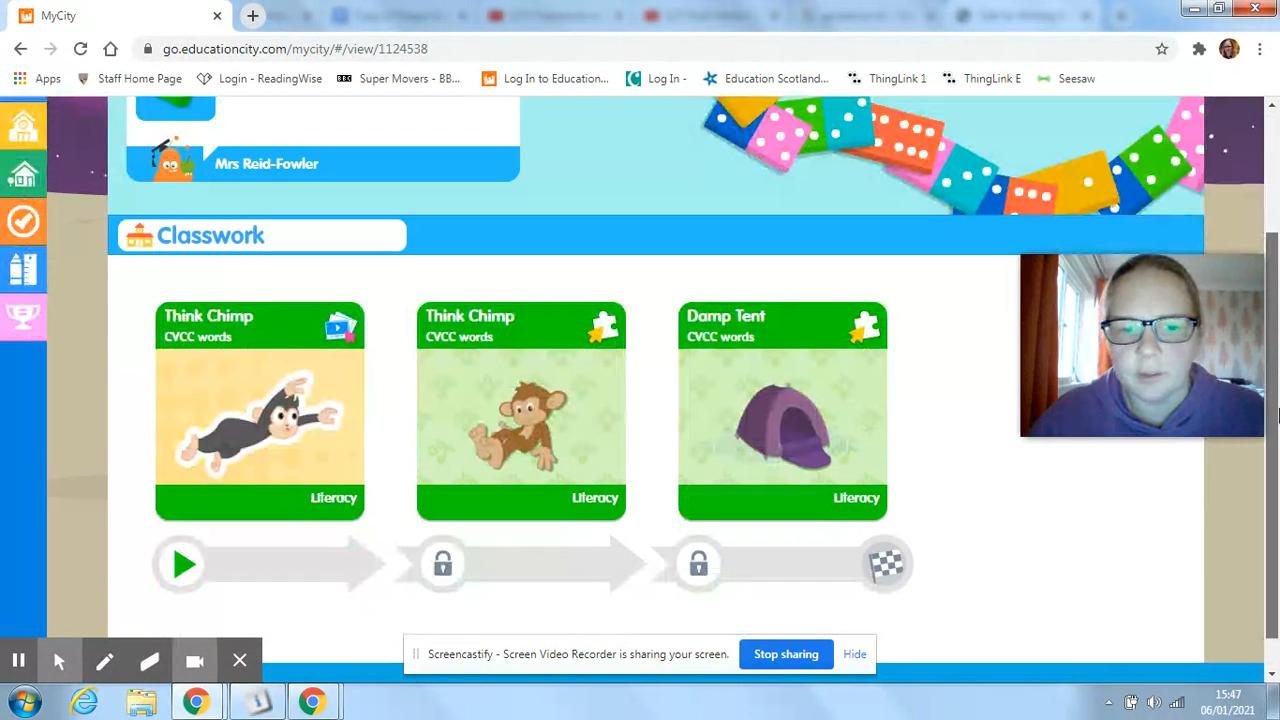 MyCity
go.educationcity.com/mycity/#/view/1124538
Apps
Staff Home Page
Login - ReadingWise
BBC
Super Movers - BB...
Log In to Education...
Log In -
Education Scotland...
ThingLink 1
ThingLink E
Seesaw
Mrs Reid-Fowler
Classwork
Think Chimp
CVCC words
Literacy
Think Chimp
CVCC words
Literacy
Damp Tent
CVCC words
Literacy
Screencastify - Screen Video Recorder is sharing your screen.
Stop sharing
Hide
15:47
06/01/2021